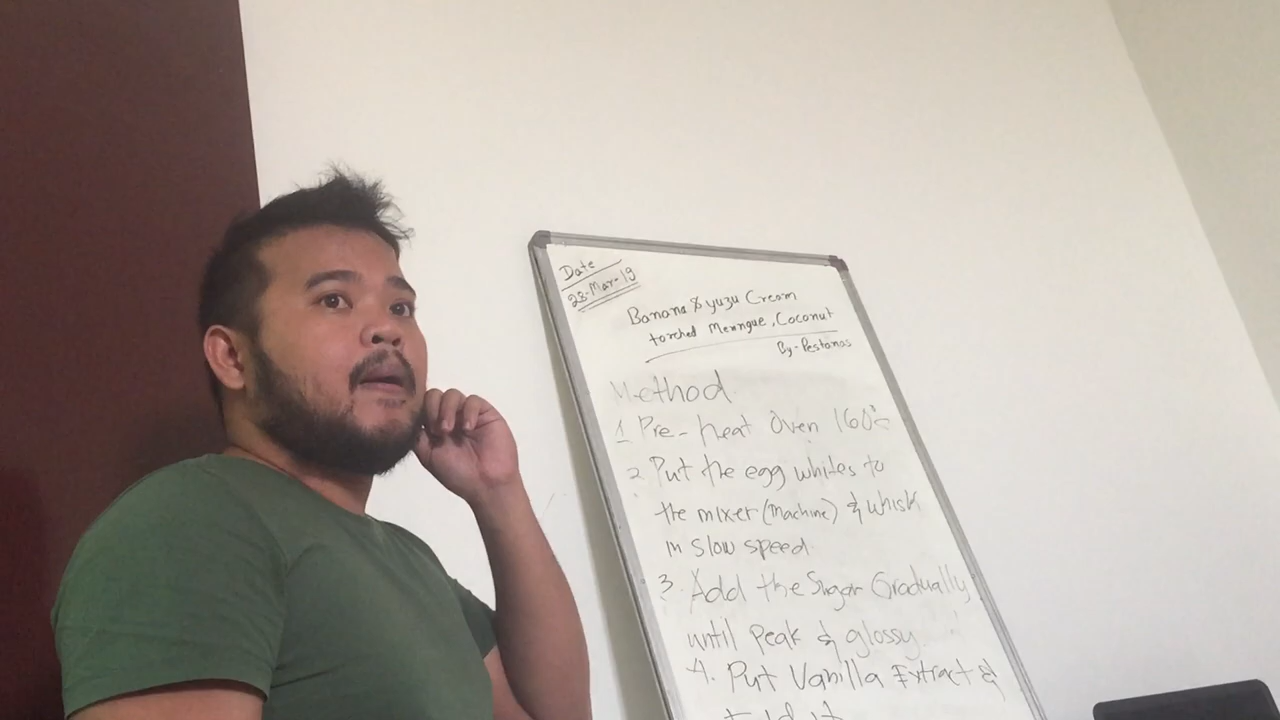 Date
23-Mar-19
Banana & yuzu Cream
torched Meringue, Coconut
By-Pestanas
Method
1 Pre-heat Oven 160°c
2 Put the egg whites to
the mixer (machine) & whisk
in slow speed.
3. Add the Sugar Gradually
until Peak & glossy.
4. Put Vanilla Extract &